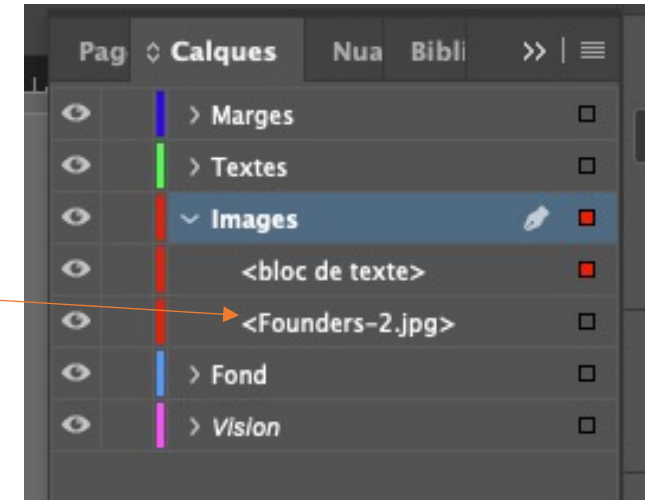 Pag Calques Nua Bibli
Marges
Textes
Images
<bloc de texte>
<Founders-2.jpg>
Fond
Vision